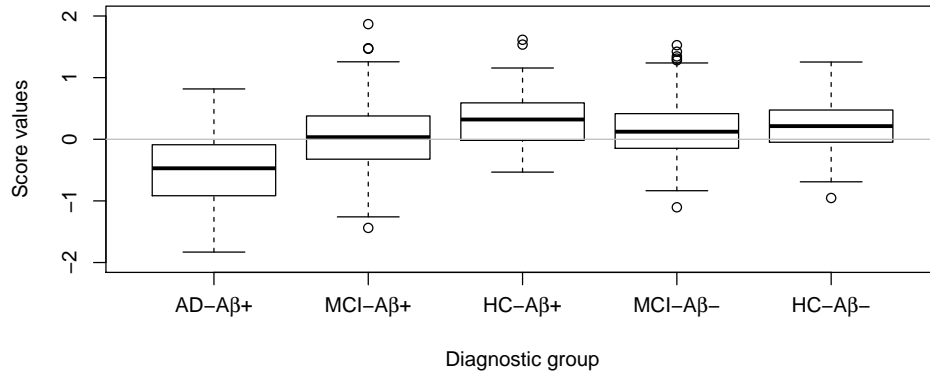 2
1
0
−1
−2
Score values
AD−Aβ+ MCI−Aβ+ HC−Aβ+ MCI−Aβ− HC−Aβ−
Diagnostic group